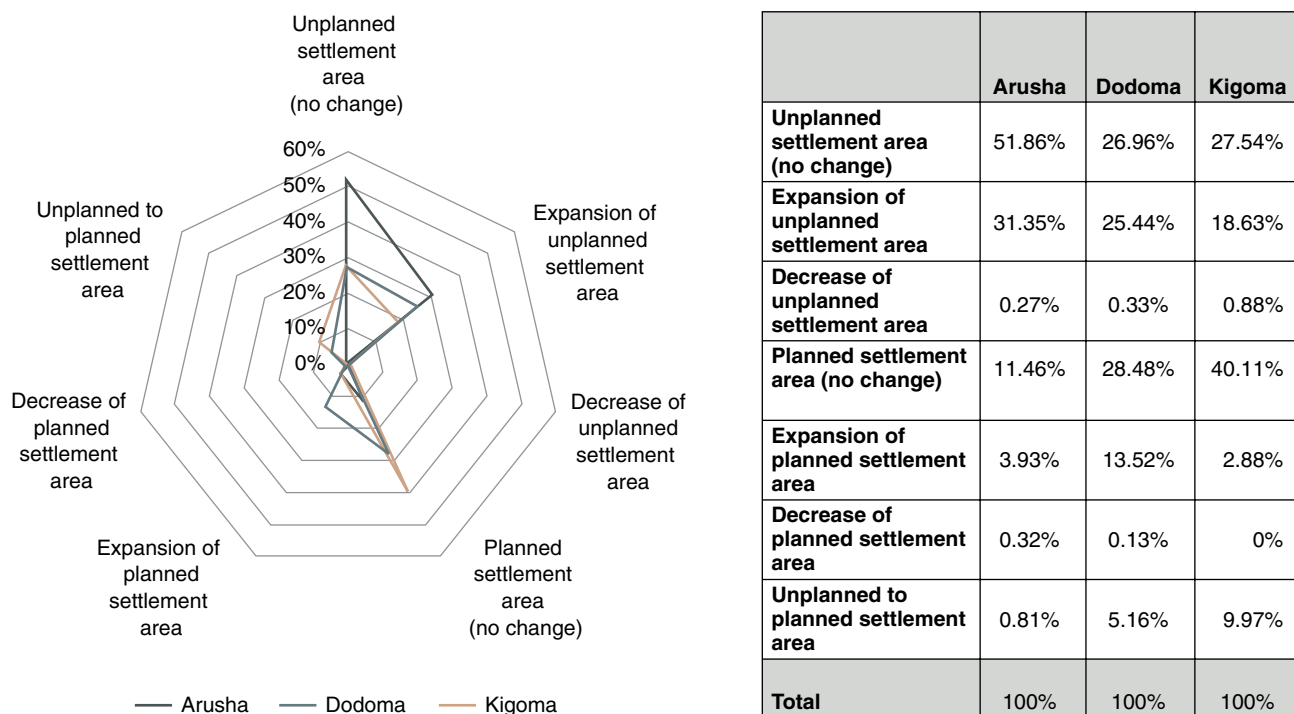 Unplanned
settlement
area
(no change)
60%
50%
40%
30%
20%
10%
0%
Expansion of
unplanned
settlement
area
Decrease of
unplanned
settlement
area
Planned
settlement
area
(no change)
Expansion of
planned
settlement
area
Decrease of
planned
settlement
area
Unplanned to
planned
settlement
area
Arusha Dodoma Kigoma
Arusha Dodoma Kigoma
Unplanned
settlement area
(no change) 51.86% 26.96% 27.54%
Expansion of
unplanned
settlement area 31.35% 25.44% 18.63%
Decrease of
unplanned
settlement area 0.27% 0.33% 0.88%
Planned settlement
area (no change) 11.46% 28.48% 40.11%
Expansion of
planned settlement
area 3.93% 13.52% 2.88%
Decrease of
planned settlement
area 0.32% 0.13% 0%
Unplanned to
planned settlement
area 0.81% 5.16% 9.97%
Total 100% 100% 100%